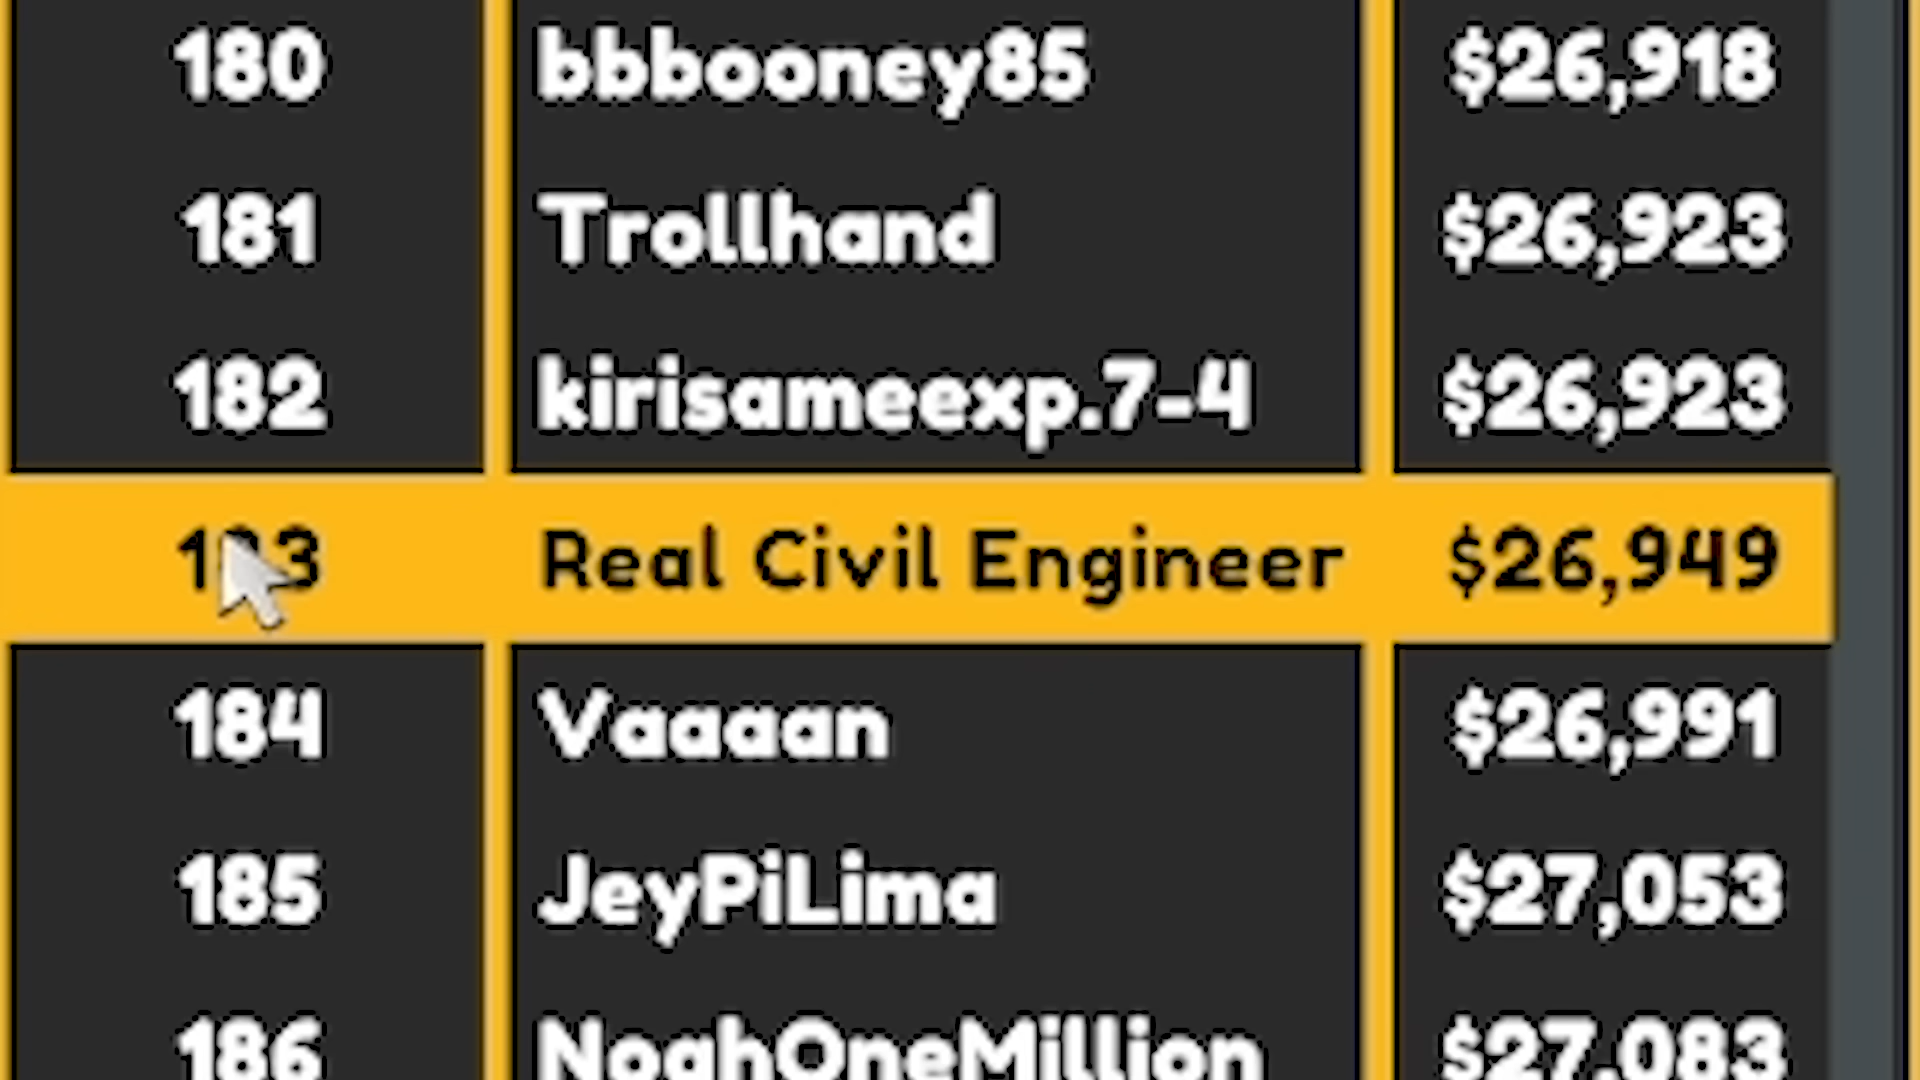 180 bbbooney85 $26,918
181 Trollhand $26,923
182 kirisameexp.7-4 $26,923
183 Real Civil Engineer $26,949
184 Vaaaan $26,991
185 JeyPiLima $27,053
186 NoahOneMillion $27,083